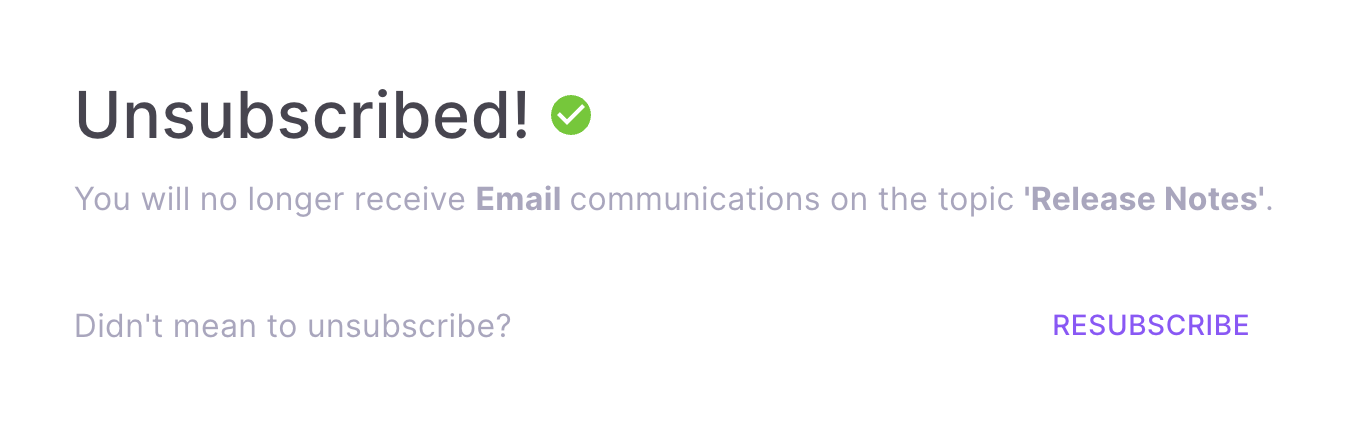 Unsubscribed!
You will no longer receive Email communications on the topic 'Release Notes'.
Didn't mean to unsubscribe?
RESUBSCRIBE